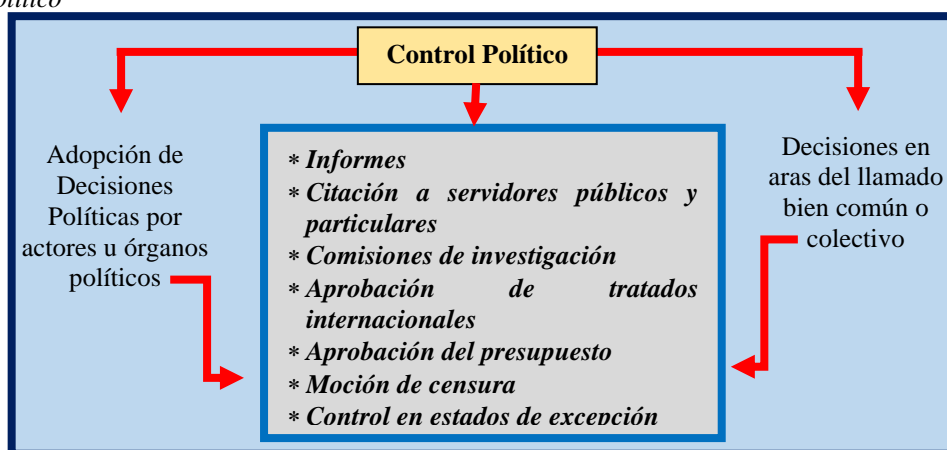 Control Político
Adopción de
Decisiones
Políticas por
actores u órganos
políticos
* Informes
* Citación a servidores públicos y
particulares
* Comisiones de investigación
* Aprobación de tratados
internacionales
* Aprobación del presupuesto
* Moción de censura
* Control en estados de excepción
Decisiones en
aras del llamado
bien común o
colectivo